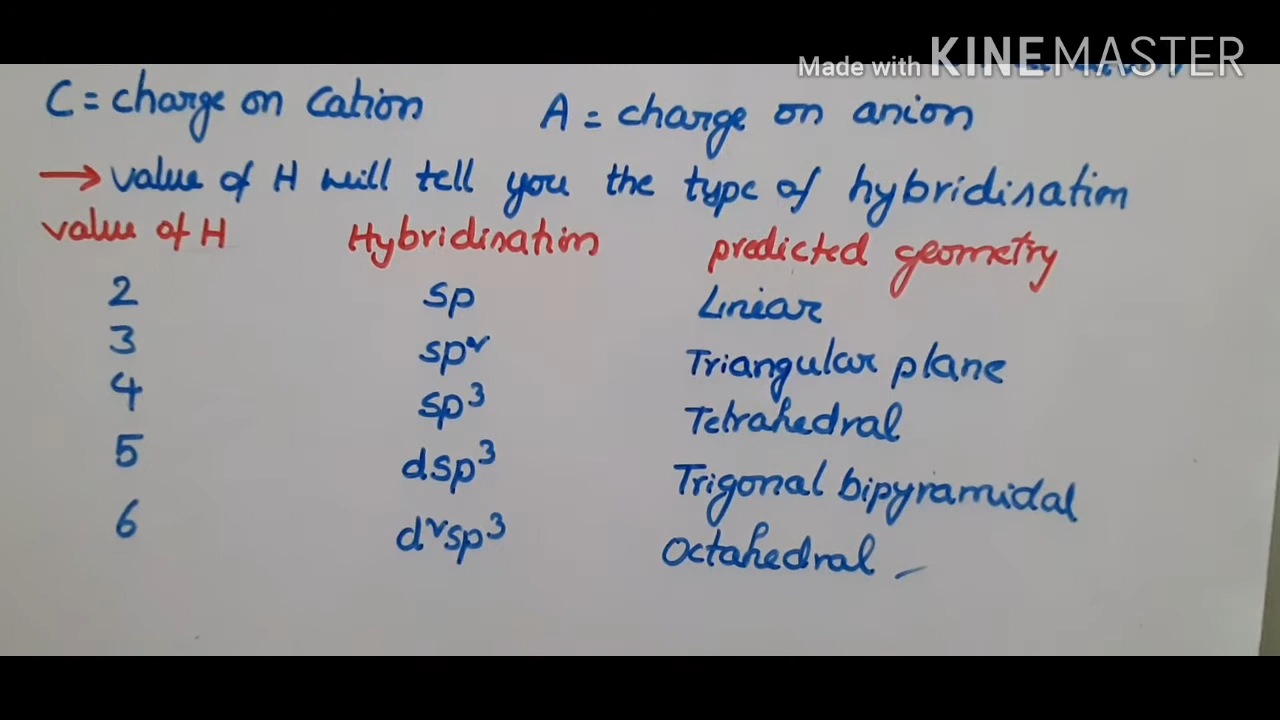 Made with KINEMASTER
C = charge on cation A = charge on anion
→ value of H will tell you the type of hybridisation
value of H Hybridisation predicted geometry
2 sp Liniar
3 sp² Triangular plane
4 sp³ Tetrahedral
5 dsp³ Trigonal bipyramidal
6 d²sp³ Octahedral